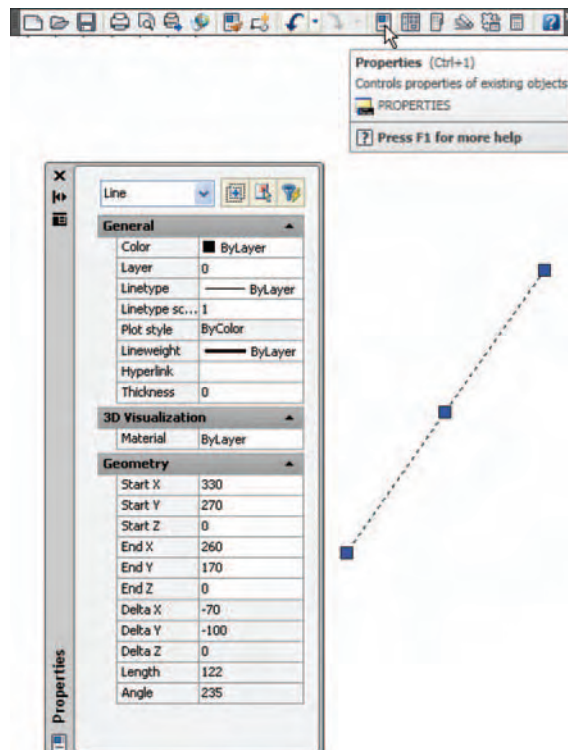 Properties (Ctrl+1)
Controls properties of existing objects
PROPERTIES
? Press F1 for more help
Line
General
Color ByLayer
Layer 0
Linetype ByLayer
Linetype sc... 1
Plot style ByColor
Lineweight ByLayer
Hyperlink
Thickness 0
3D Visualization
Material ByLayer
Geometry
Start X 330
Start Y 270
Start Z 0
End X 260
End Y 170
End Z 0
Delta X -70
Delta Y -100
Delta Z 0
Length 122
Angle 235
Properties